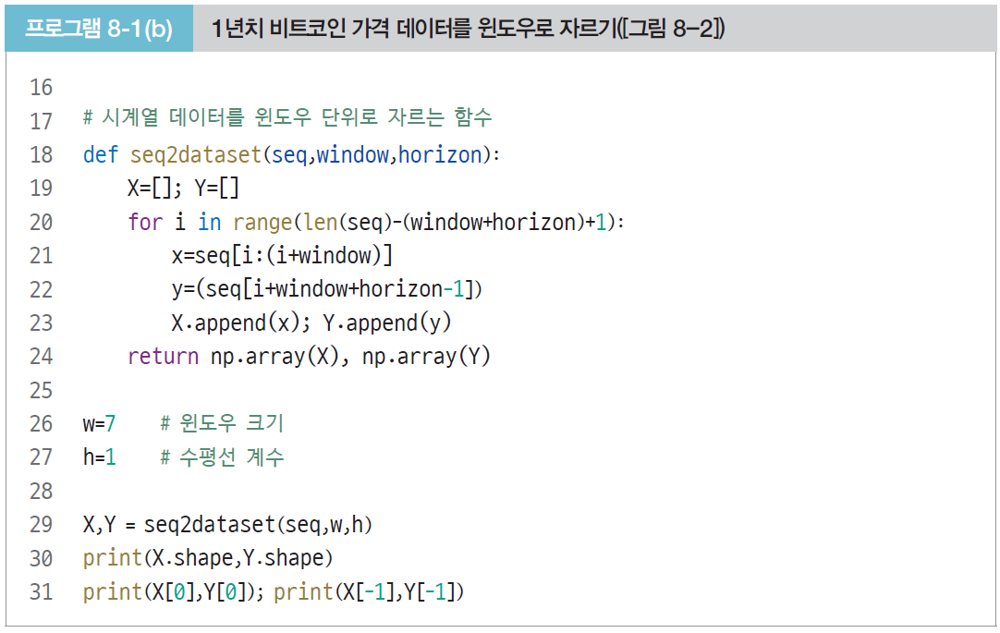 프로그램 8-1(b) 1년치 비트코인 가격 데이터를 윈도우로 자르기([그림 8-2])
16
17 # 시계열 데이터를 윈도우 단위로 자르는 함수
18 def seq2dataset(seq,window,horizon):
19     X=[]; Y=[]
20     for i in range(len(seq)-(window+horizon)+1):
21         x=seq[i:(i+window)]
22         y=(seq[i+window+horizon-1])
23         X.append(x); Y.append(y)
24     return np.array(X), np.array(Y)
25
26 w=7    # 윈도우 크기
27 h=1    # 수평선 계수
28
29 X,Y = seq2dataset(seq,w,h)
30 print(X.shape,Y.shape)
31 print(X[0],Y[0]); print(X[-1],Y[-1])